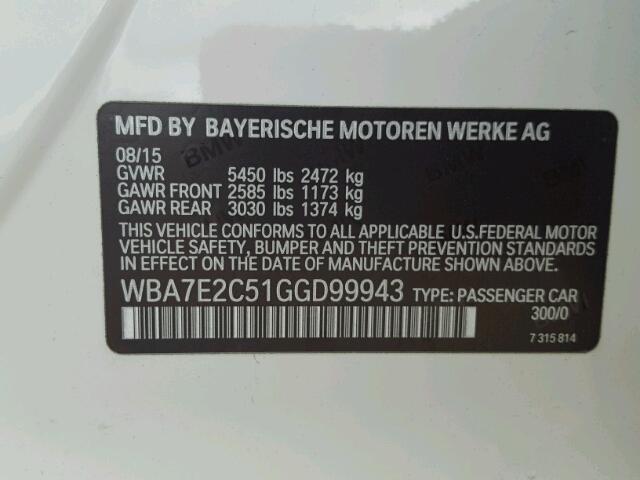 MFD BY BAYERISCHE MOTOREN WERKE AG
08/15
GVWR 5450 lbs 2472 kg
GAWR FRONT 2585 lbs 1173 kg
GAWR REAR 3030 lbs 1374 kg
THIS VEHICLE CONFORMS TO ALL APPLICABLE U.S.FEDERAL MOTOR
VEHICLE SAFETY, BUMPER AND THEFT PREVENTION STANDARDS
IN EFFECT ON THE DATE OF MANUFACTURE SHOWN ABOVE.
WBA7E2C51GGD99943 TYPE: PASSENGER CAR
300/0
7 315 814